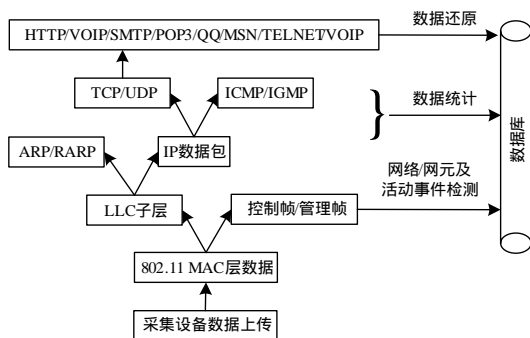 HTTP/VOIP/SMTP/POP3/QQ/MSN/TELNET/VOIP
数据还原
TCP/UDP
ICMP/IGMP
数据统计
ARP/RARP
IP数据包
网络/网元及
活动事件检测
数据库
LLC子层
控制帧/管理帧
802.11 MAC层数据
采集设备数据上传